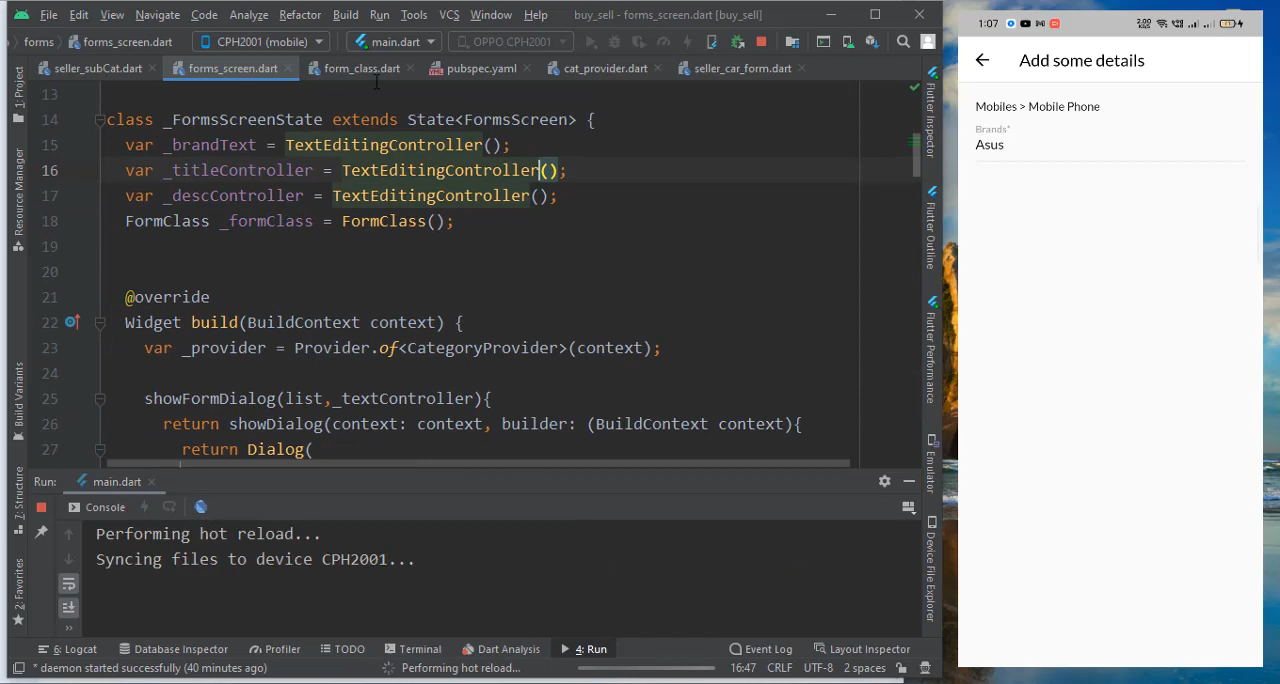 File Edit View Navigate Code Analyze Refactor Build Run Tools VCS Window Help buy_sell - forms_screen.dart [buy_sell]
forms forms_screen.dart CPH2001 (mobile) main.dart OPPO CPH2001
seller_subCat.dart forms_screen.dart form_class.dart pubspec.yaml cat_provider.dart seller_car_form.dart
13
14 class _FormsScreenState extends State<FormsScreen> {
15 var _brandText = TextEditingController();
16 var _titleController = TextEditingController();
17 var _descController = TextEditingController();
18 FormClass _formClass = FormClass();
19
20
21 @override
22 Widget build(BuildContext context) {
23 var _provider = Provider.of<CategoryProvider>(context);
24
25 showFormDialog(list,_textController){
26 return showDialog(context: context, builder: (BuildContext context){
27 return Dialog(
Run: main.dart
Console
Performing hot reload...
Syncing files to device CPH2001...
6: Logcat Database Inspector Profiler TODO Terminal Dart Analysis 4: Run Event Log Layout Inspector
* daemon started successfully (40 minutes ago) Performing hot reload... 16:47 CRLF UTF-8 2 spaces
1: Project
Resource Manager
Build Variants
7: Structure
2: Favorites
Flutter Inspector
Flutter Outline
Flutter Performance
Emulator
Device File Explorer
1:07
Add some details
Mobiles > Mobile Phone
Brands*
Asus